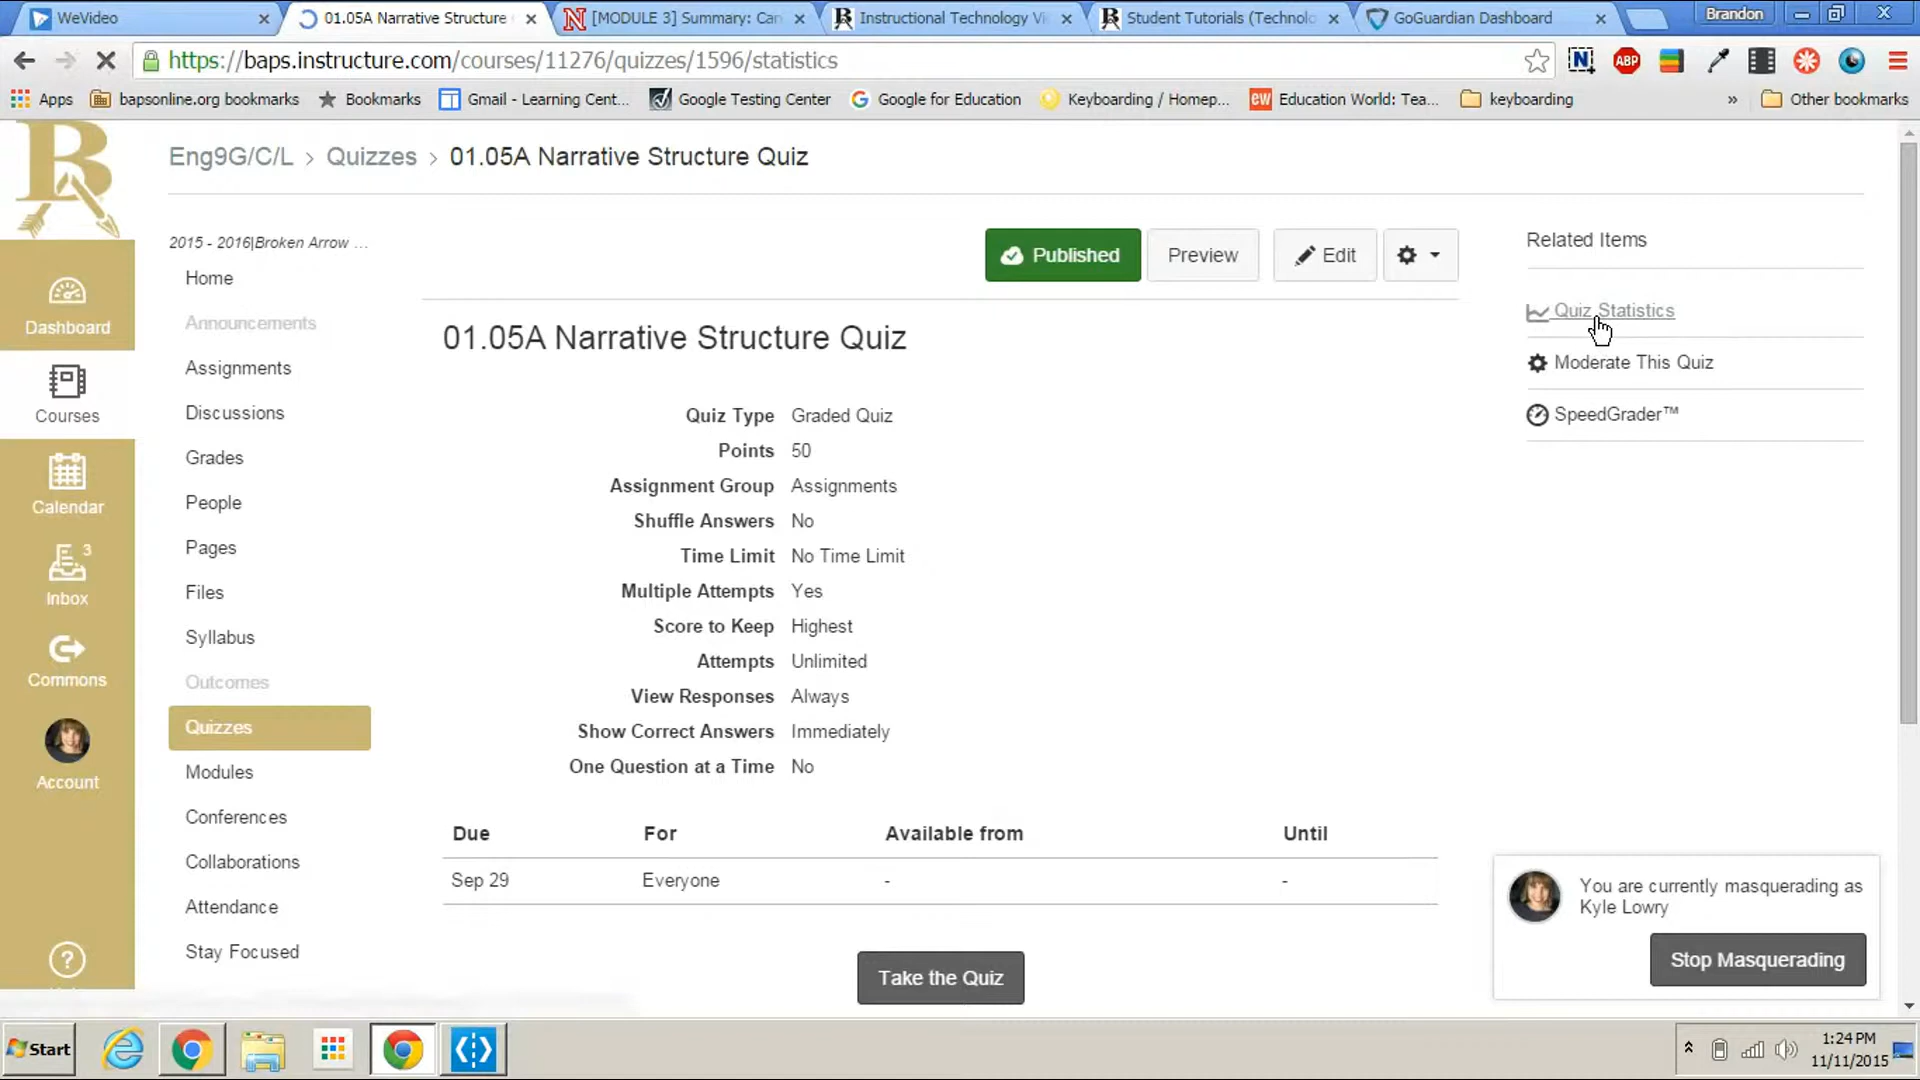 WeVideo
01.05A Narrative Structure
[MODULE 3] Summary: Can
Instructional Technology Vi
Student Tutorials (Technolo
GoGuardian Dashboard
Brandon
https://baps.instructure.com/courses/11276/quizzes/1596/statistics
Apps
bapsonline.org bookmarks
Bookmarks
Gmail - Learning Cent...
Google Testing Center
Google for Education
Keyboarding / Homep...
Education World: Tea...
keyboarding
»
Other bookmarks
Eng9G/C/L > Quizzes > 01.05A Narrative Structure Quiz
2015 - 2016|Broken Arrow ...
Home
Announcements
Assignments
Discussions
Grades
People
Pages
Files
Syllabus
Outcomes
Quizzes
Modules
Conferences
Collaborations
Attendance
Stay Focused
Dashboard
Courses
Calendar
3
Inbox
Commons
Account
Published
Preview
Edit
01.05A Narrative Structure Quiz
Quiz Type Graded Quiz
Points 50
Assignment Group Assignments
Shuffle Answers No
Time Limit No Time Limit
Multiple Attempts Yes
Score to Keep Highest
Attempts Unlimited
View Responses Always
Show Correct Answers Immediately
One Question at a Time No
Due For Available from Until
Sep 29 Everyone - -
Take the Quiz
Related Items
Quiz Statistics
Moderate This Quiz
SpeedGrader™
You are currently masquerading as
Kyle Lowry
Stop Masquerading
Start
1:24 PM
11/11/2015